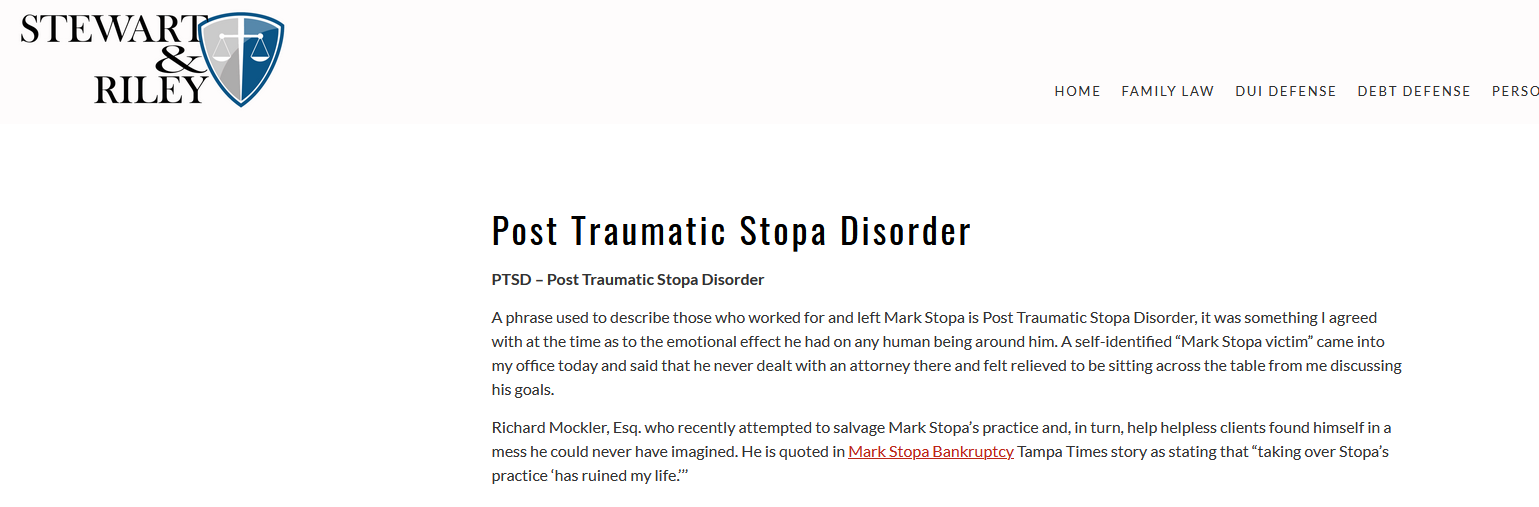 STEWART
&
RILEY
HOME FAMILY LAW DUI DEFENSE DEBT DEFENSE PERSO
Post Traumatic Stopa Disorder
PTSD – Post Traumatic Stopa Disorder
A phrase used to describe those who worked for and left Mark Stopa is Post Traumatic Stopa Disorder, it was something I agreed
with at the time as to the emotional effect he had on any human being around him. A self-identified “Mark Stopa victim” came into
my office today and said that he never dealt with an attorney there and felt relieved to be sitting across the table from me discussing
his goals.
Richard Mockler, Esq. who recently attempted to salvage Mark Stopa’s practice and, in turn, help helpless clients found himself in a
mess he could never have imagined. He is quoted in Mark Stopa Bankruptcy Tampa Times story as stating that “taking over Stopa’s
practice ‘has ruined my life.’”